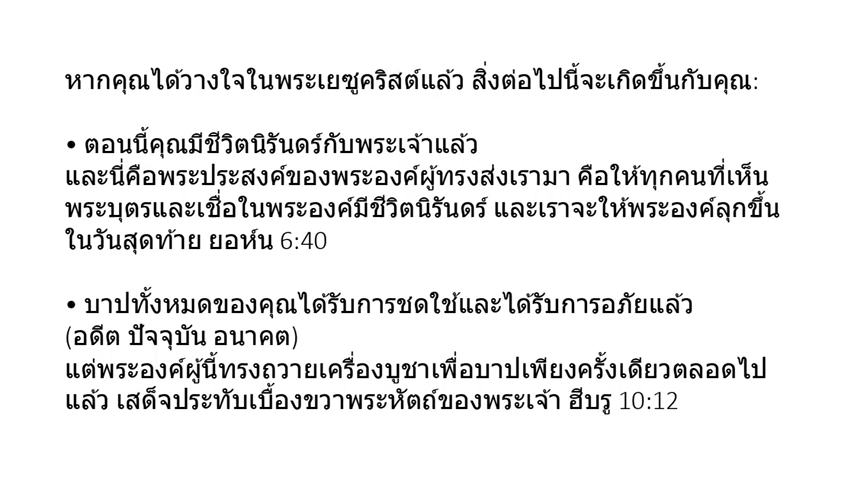 หากคุณได้วางใจในพระเยซูคริสต์แล้ว สิ่งต่อไปนี้จะเกิดขึ้นกับคุณ:
• ตอนนี้คุณมีชีวิตนิรันดร์กับพระเจ้าแล้ว
และนี่คือพระประสงค์ของพระองค์ผู้ทรงส่งเรามา คือให้ทุกคนที่เห็น
พระบุตรและเชื่อในพระองค์มีชีวิตนิรันดร์ และเราจะให้พระองค์ลุกขึ้น
ในวันสุดท้าย ยอห์น 6:40
• บาปทั้งหมดของคุณได้รับการชดใช้และได้รับการอภัยแล้ว
(อดีต ปัจจุบัน อนาคต)
แต่พระองค์ผู้นี้ทรงถวายเครื่องบูชาเพื่อบาปเพียงครั้งเดียวตลอดไป
แล้ว เสด็จประทับเบื้องขวาพระหัตถ์ของพระเจ้า ฮีบรู 10:12